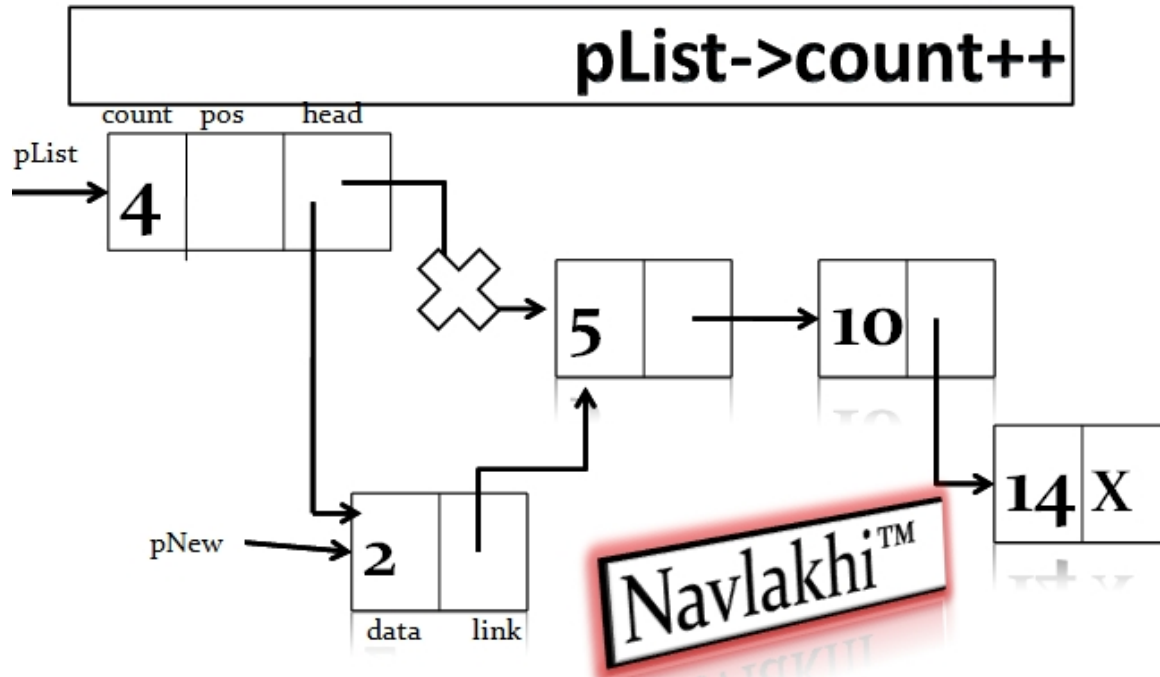 pList->count++
count pos head
pList
4
5
10
14 X
pNew
2
data link
Navlakhi™